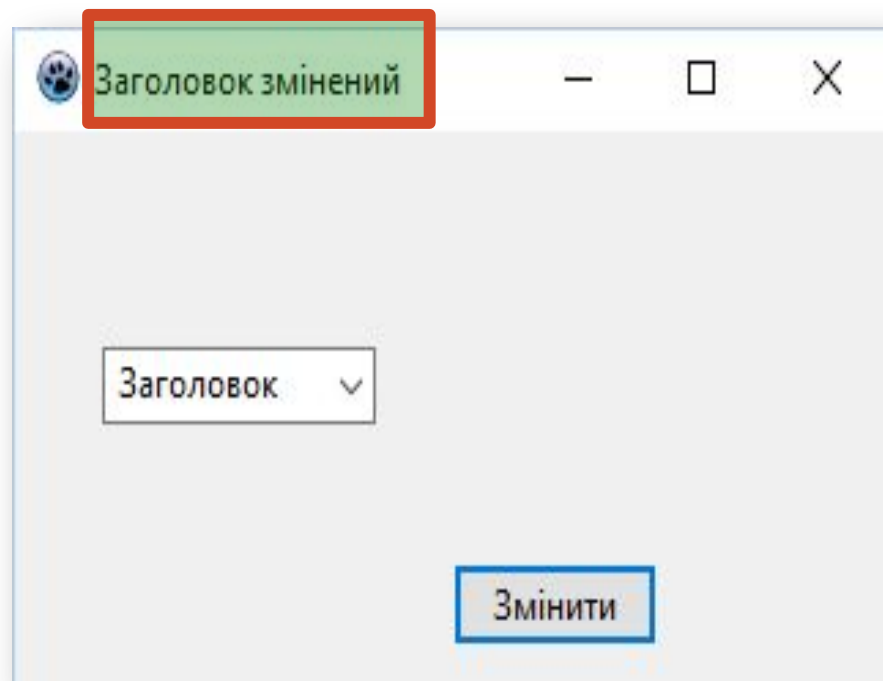 Заголовок змінений
Заголовок
Змінити